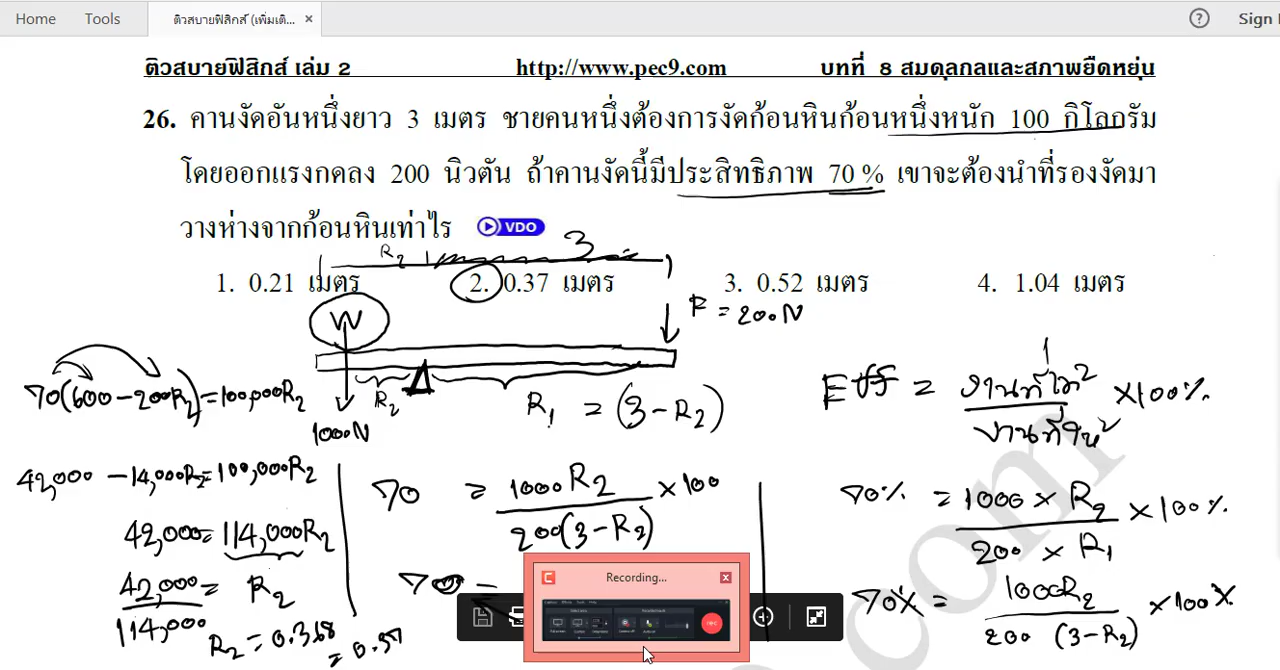 Home Tools ติวสบายฟิสิกส์ (เพิ่มเติ... × ? Sign
ติวสบายฟิสิกส์ เล่ม 2 http://www.pec9.com บทที่ 8 สมดุลกลและสภาพยืดหยุ่น
26. คานงัดอันหนึ่งยาว 3 เมตร ชายคนหนึ่งต้องการงัดก้อนหินก้อนหนึ่งหนัก 100 กิโลกรัม
โดยออกแรงกดลง 200 นิวตัน ถ้าคานงัดนี้มีประสิทธิภาพ 70 % เขาจะต้องนำที่รองงัดมา
วางห่างจากก้อนหินเท่าไร VDO
R₂ 3
1. 0.21 เมตร 2. 0.37 เมตร 3. 0.52 เมตร 4. 1.04 เมตร
W F = 200 N
R₂ R₁ = (3 - R₂)
1000 N
Eff = งานที่ได้ / งานที่ให้ × 100 %
70(600 - 200R₂) = 100,000R₂
42,000 - 14,000R₂ = 100,000R₂
42,000 = 114,000R₂
42,000 / 114,000 = R₂
R₂ = 0.368
= 0.37
70 = 1000 R₂ / 200(3 - R₂) × 100
70 =
70% = 1000 × R₂ / 200 × R₁ × 100 %
70% = 1000R₂ / 200 (3 - R₂) × 100 %
Recording...
rec
.com